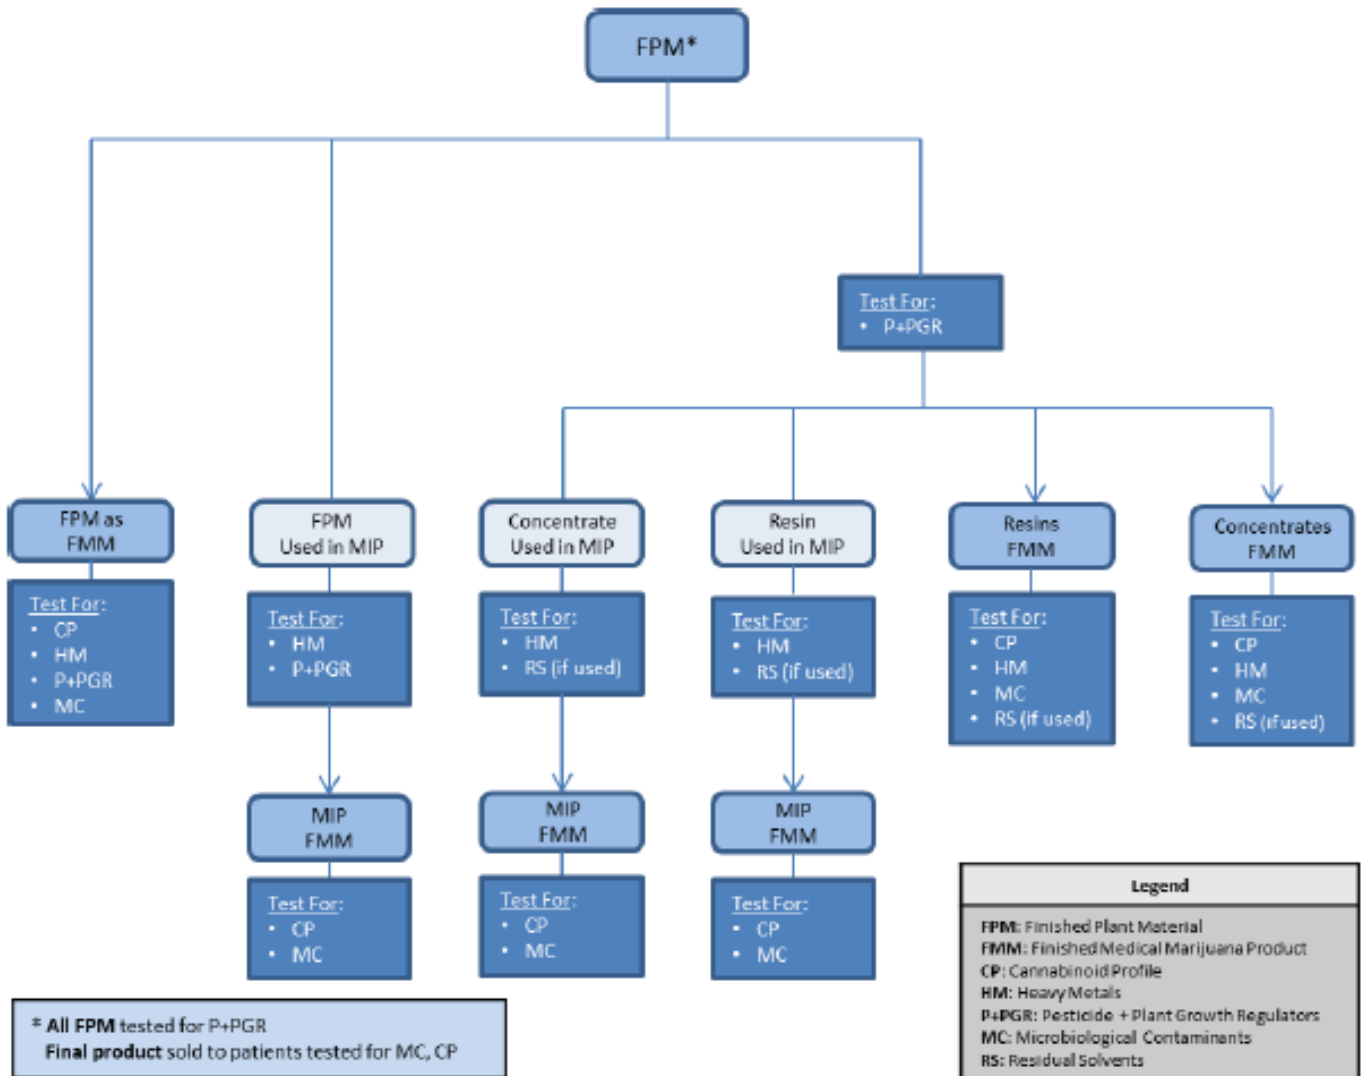 FPM*
Test For:
• P+PGR
FPM as
FMM
Test For:
• CP
• HM
• P+PGR
• MC
FPM
Used in MIP
Test For:
• HM
• P+PGR
MIP
FMM
Test For:
• CP
• MC
Concentrate
Used in MIP
Test For:
• HM
• RS (if used)
MIP
FMM
Test For:
• CP
• MC
Resin
Used in MIP
Test For:
• HM
• RS (if used)
MIP
FMM
Test For:
• CP
• MC
Resins
FMM
Test For:
• CP
• HM
• MC
• RS (if used)
Concentrates
FMM
Test For:
• CP
• HM
• MC
• RS (if used)
* All FPM tested for P+PGR
Final product sold to patients tested for MC, CP
Legend
FPM: Finished Plant Material
FMM: Finished Medical Marijuana Product
CP: Cannabinoid Profile
HM: Heavy Metals
P+PGR: Pesticide + Plant Growth Regulators
MC: Microbiological Contaminants
RS: Residual Solvents